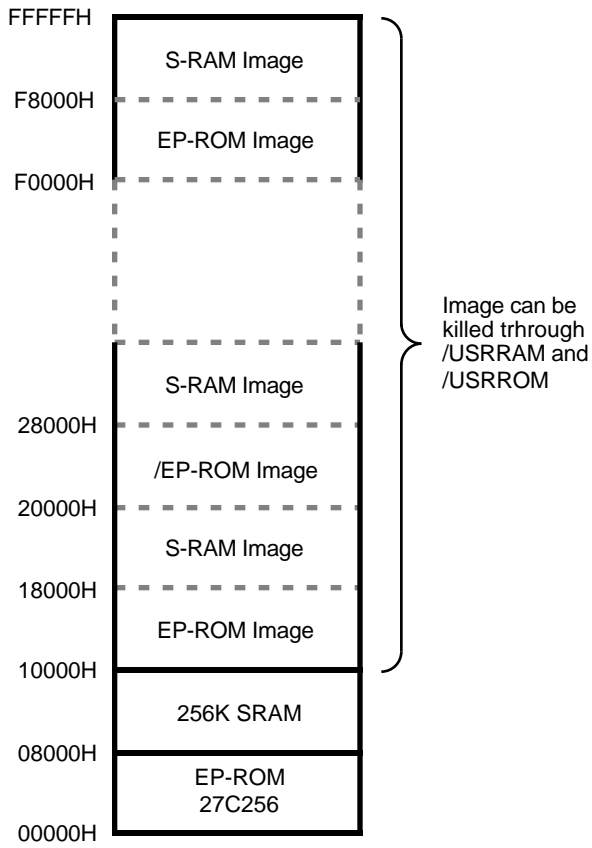 FFFFFH
S-RAM Image
F8000H
EP-ROM Image
F0000H
Image can be
killed trhrough
/USRRAM and
/USRROM
S-RAM Image
28000H
/EP-ROM Image
20000H
S-RAM Image
18000H
EP-ROM Image
10000H
256K SRAM
08000H
EP-ROM
27C256
00000H